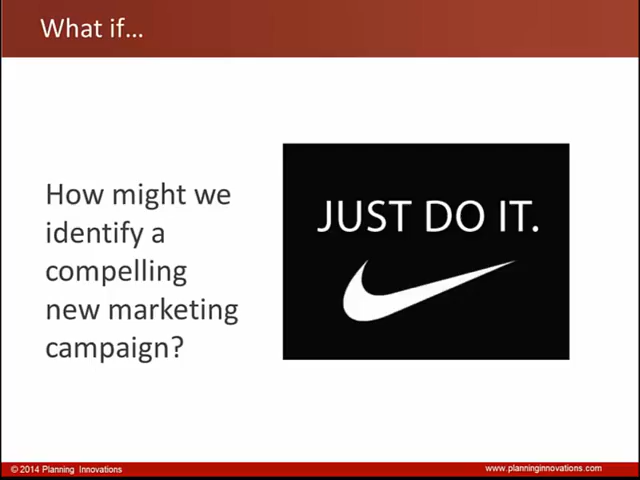 What if…
How might we
identify a
compelling
new marketing
campaign?
JUST DO IT.
© 2014 Planning Innovations
www.planninginnovations.com